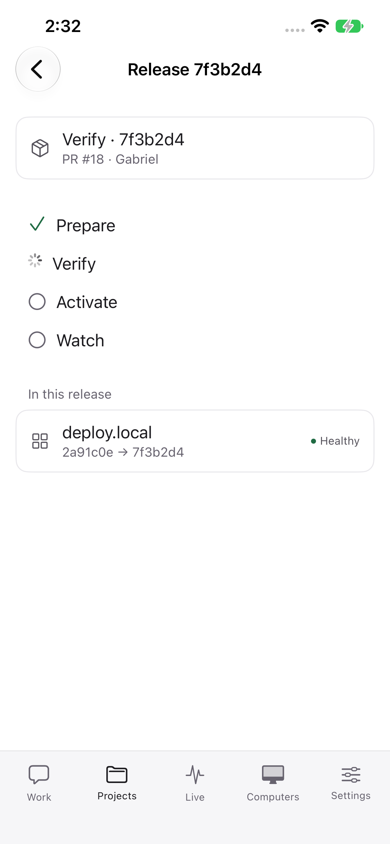 2:32
Release 7f3b2d4
Verify · 7f3b2d4
PR #18 · Gabriel
Prepare
Verify
Activate
Watch
In this release
deploy.local
2a91c0e → 7f3b2d4
Healthy
Work
Projects
Live
Computers
Settings